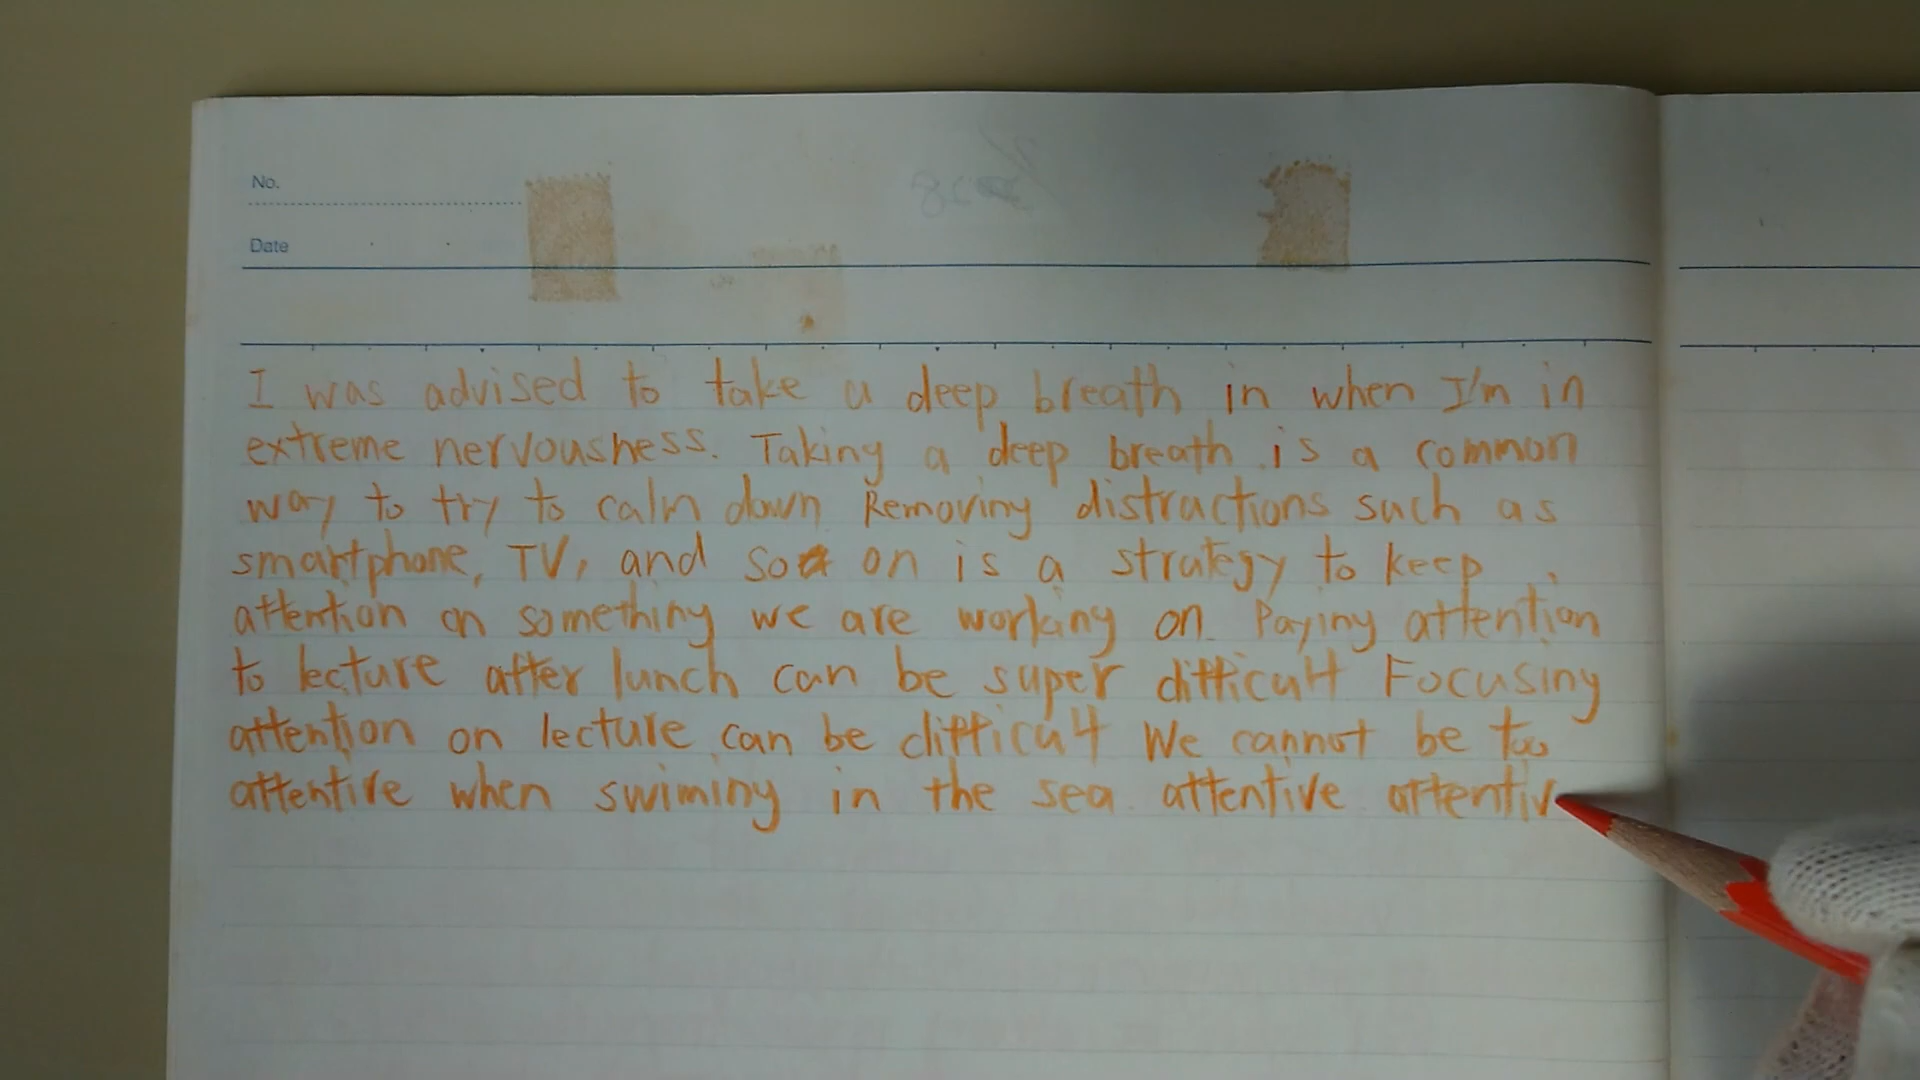 No.
Date
I was advised to take a deep breath in when I'm in
extreme nervousness. Taking a deep breath is a common
way to try to calm down Removing distractions such as
smartphone, TV, and so on is a strategy to keep
attention on something we are working on. Paying attention
to lecture after lunch can be super difficult Focusing
attention on lecture can be difficult We cannot be too
attentive when swiming in the sea. attentive attentiv